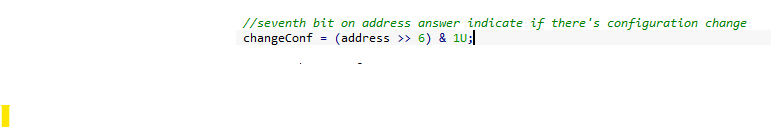 //seventh bit on address answer indicate if there's configuration change
changeConf = (address >> 6) & 1U;